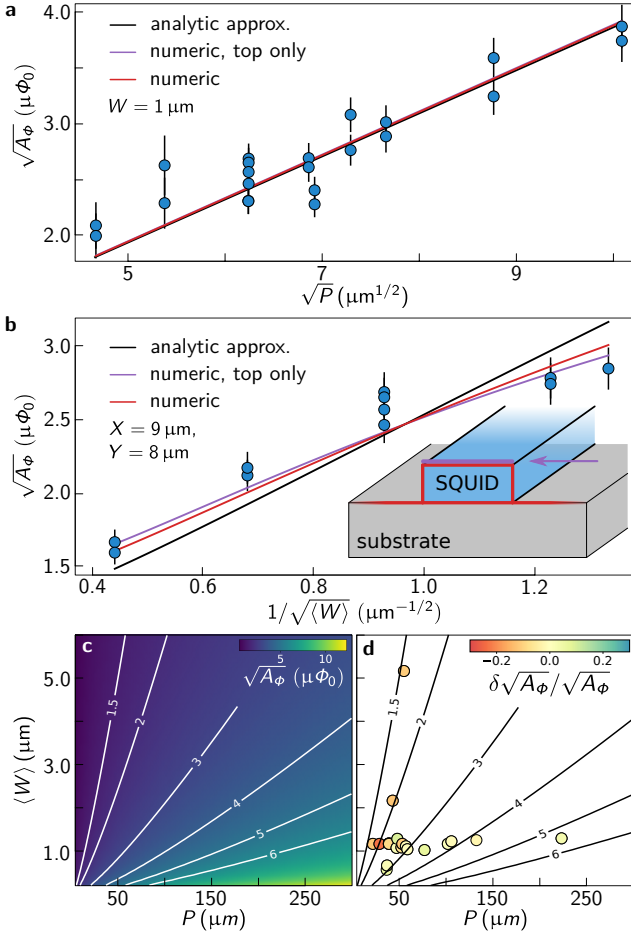 a
analytic approx.
numeric, top only
numeric
W = 1 μm
√A_Φ (μΦ₀)
4.0
3.0
2.0
5 7 9
√P (μm^{1/2})
b
analytic approx.
numeric, top only
numeric
X = 9 μm,
Y = 8 μm
√A_Φ (μΦ₀)
3.0
2.5
2.0
1.5
SQUID
substrate
0.4 0.6 0.8 1.0 1.2
1/√⟨W⟩ (μm^{−1/2})
c
5 10
√A_Φ (μΦ₀)
1.5
2
3
4
5
6
⟨W⟩ (μm)
5.0
3.0
1.0
50 150 250
P (μm)
d
−0.2 0.0 0.2
δ√A_Φ/√A_Φ
1.5
2
3
4
5
6
50 150 250
P (μm)